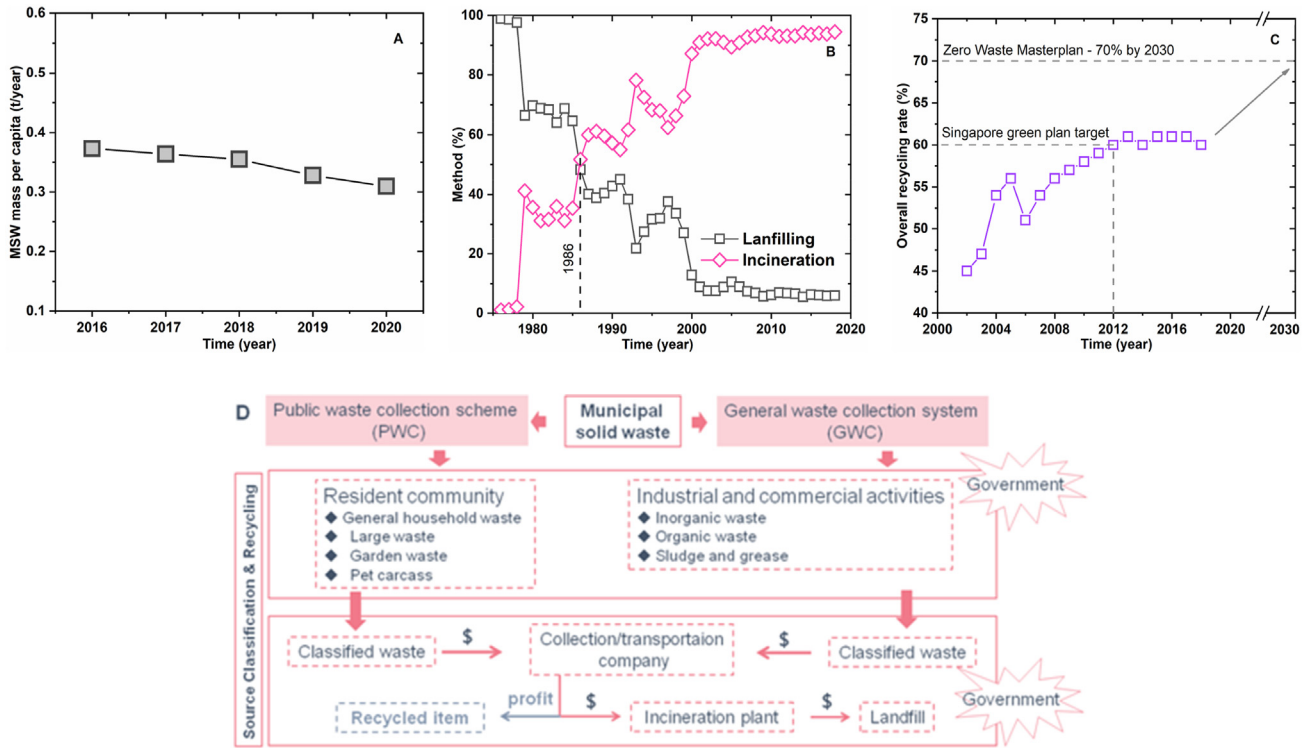 A
MSW mass per capita (t/year)
0.6
0.5
0.4
0.3
0.2
0.1
2016 2017 2018 2019 2020
Time (year)
B
Method (%)
100
80
60
40
20
0
1986
Lanfilling
Incineration
1980 1990 2000 2010 2020
Time (year)
C
Overall recycling rate (%)
75
70
65
60
55
50
45
40
Zero Waste Masterplan - 70% by 2030
Singapore green plan target
2000 2004 2008 2012 2016 2020 2030
Time (year)
D
Public waste collection scheme
(PWC)
Municipal
solid waste
General waste collection system
(GWC)
Source Classification & Recycling
Government
Resident community
◆ General household waste
◆ Large waste
◆ Garden waste
◆ Pet carcass
Industrial and commercial activities
◆ Inorganic waste
◆ Organic waste
◆ Sludge and grease
Classified waste
$
Collection/transportaion
company
$
Classified waste
Government
profit
$
$
Recycled item
Incineration plant
Landfill